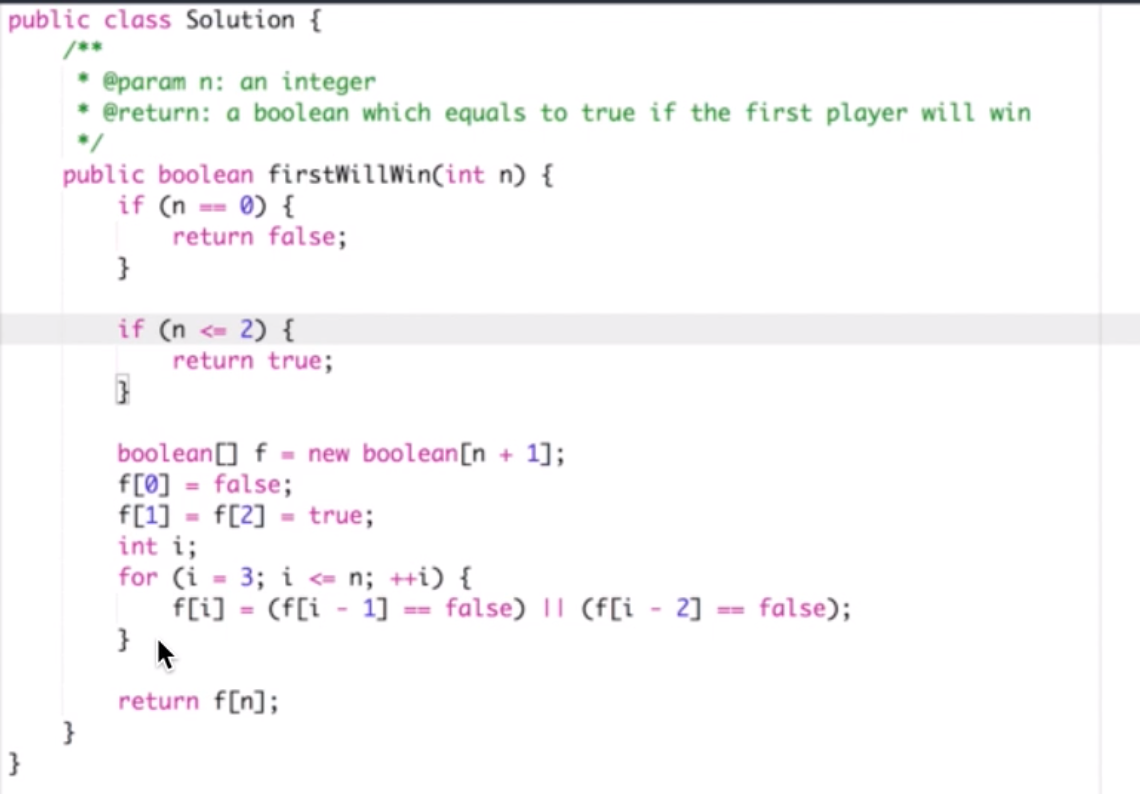 public class Solution {
    /**
     * @param n: an integer
     * @return: a boolean which equals to true if the first player will win
     */
    public boolean firstWillWin(int n) {
        if (n == 0) {
            return false;
        }

        if (n <= 2) {
            return true;
        }

        boolean[] f = new boolean[n + 1];
        f[0] = false;
        f[1] = f[2] = true;
        int i;
        for (i = 3; i <= n; ++i) {
            f[i] = (f[i - 1] == false) || (f[i - 2] == false);
        }

        return f[n];
    }
}